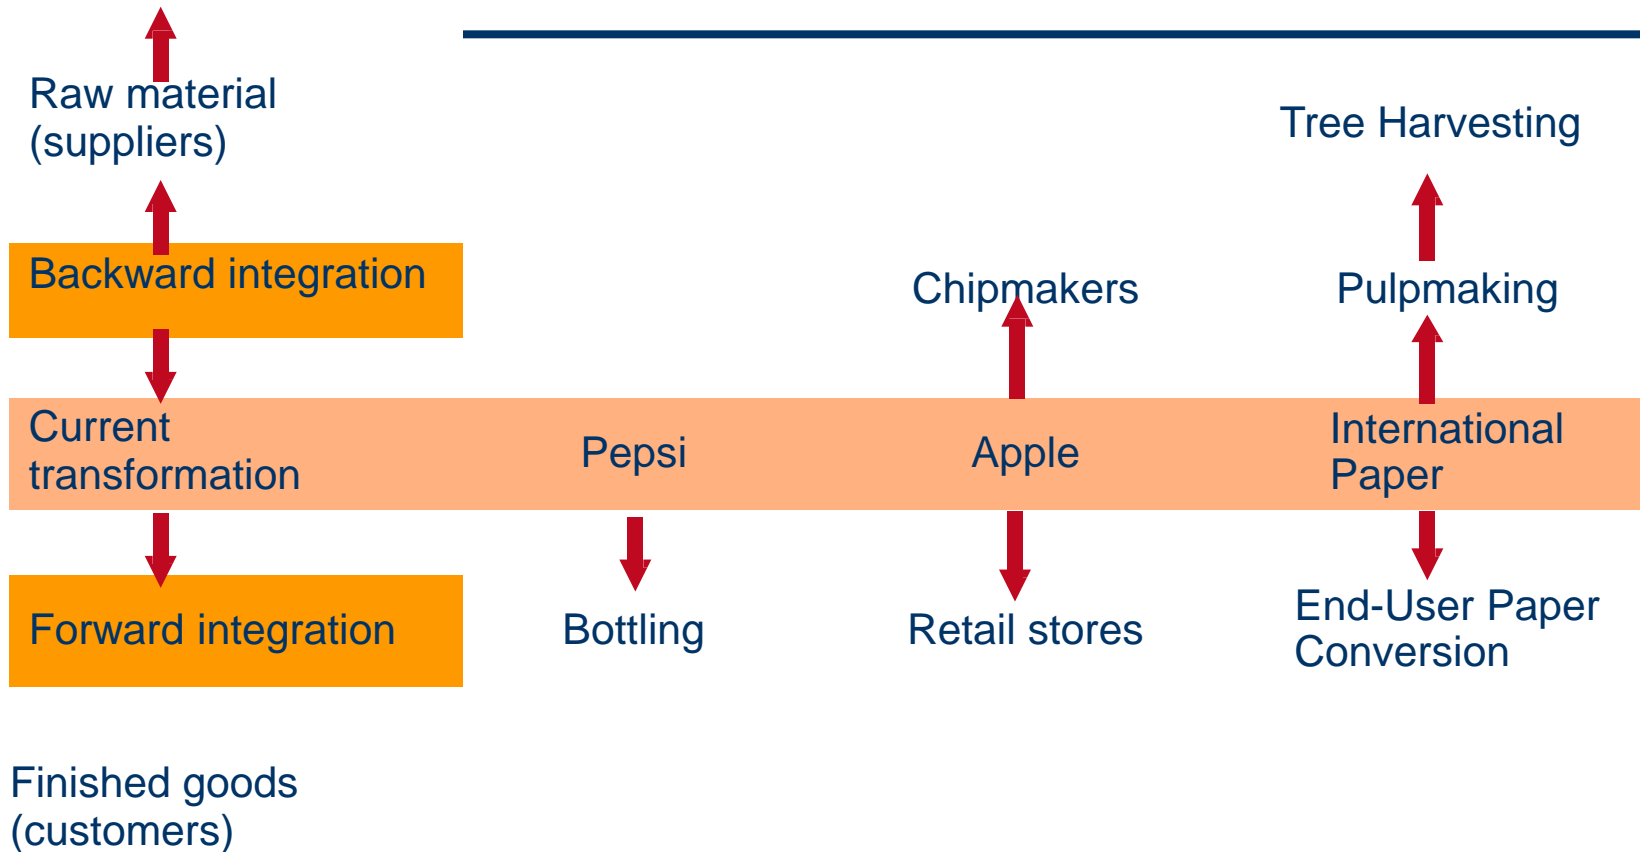 Raw material
(suppliers)
Tree Harvesting
Backward integration
Chipmakers
Pulpmaking
Current
transformation
Pepsi
Apple
International
Paper
Forward integration
Bottling
Retail stores
End-User Paper
Conversion
Finished goods
(customers)